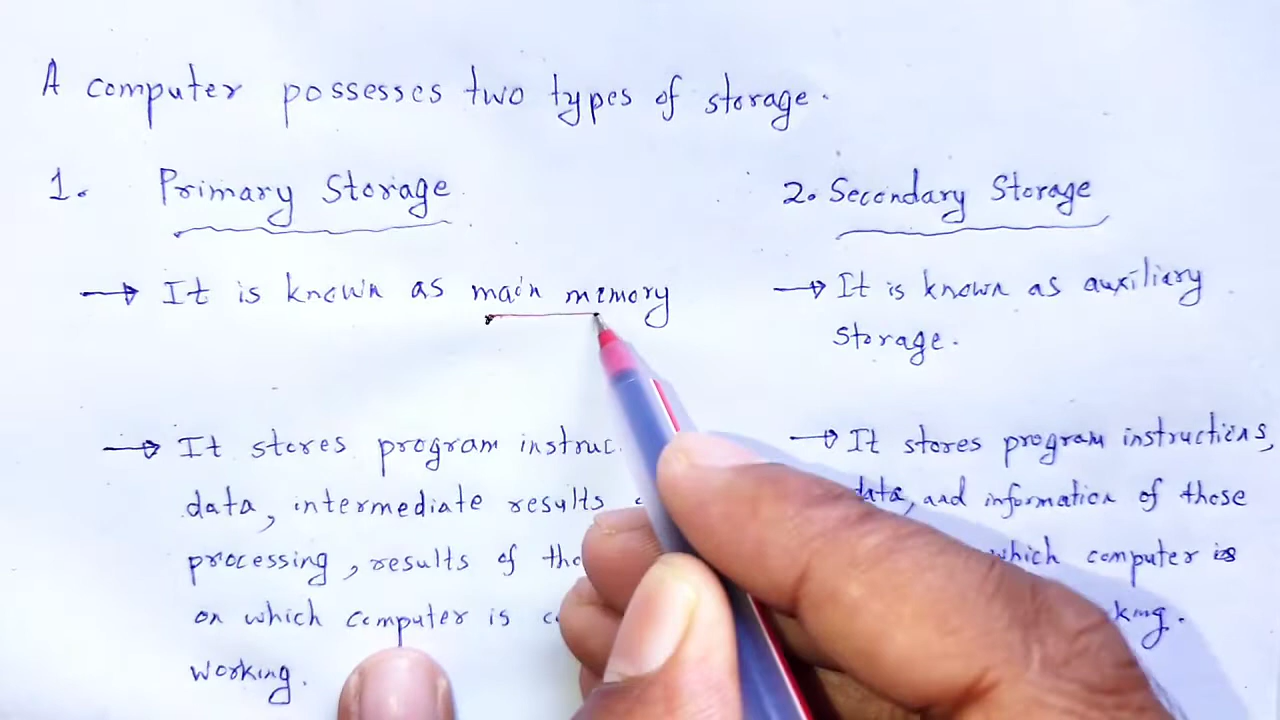 A computer possesses two types of storage.
1. Primary Storage
→ It is known as main memory
→ It stores program
data, intermediate results
processing, results of
on which computer is
working.
2. Secondary Storage
→ It is known as auxiliary
storage.
→ It stores program instructions,
data, and information of those
which computer is